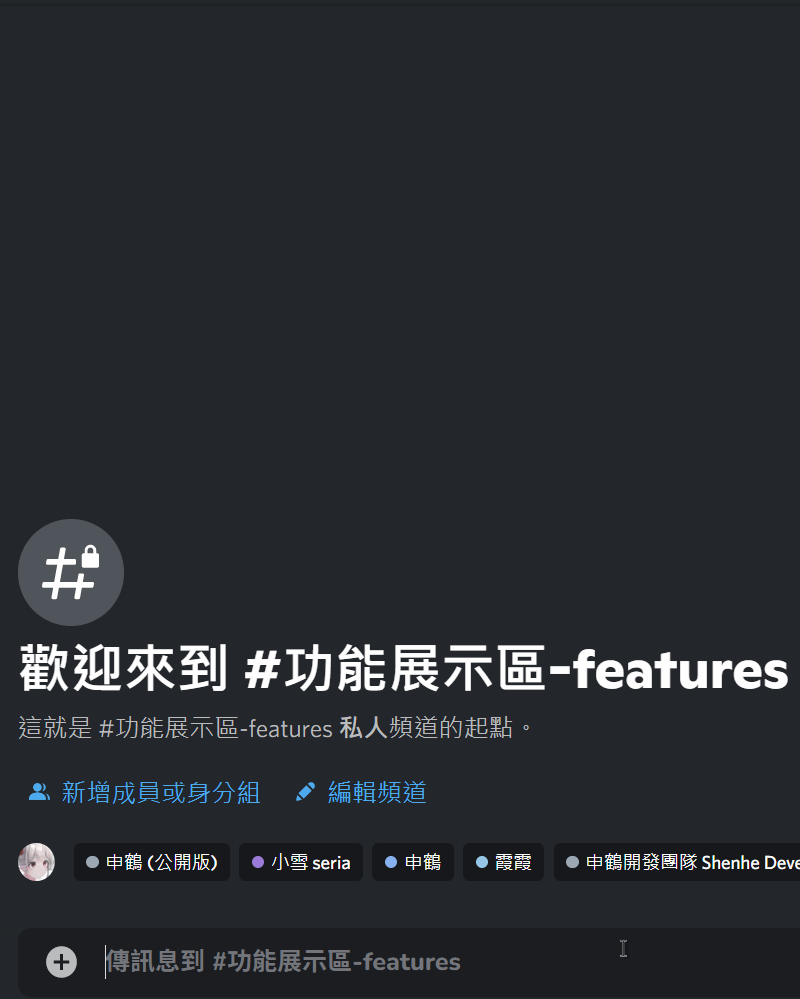 歡迎來到 #功能展示區-features
這就是 #功能展示區-features 私人頻道的起點。
新增成員或身分組 編輯頻道
申鶴 (公開版) 小雪 seria 申鶴 霞霞 申鶴開發團隊 Shenhe Deve
傳訊息到 #功能展示區-features